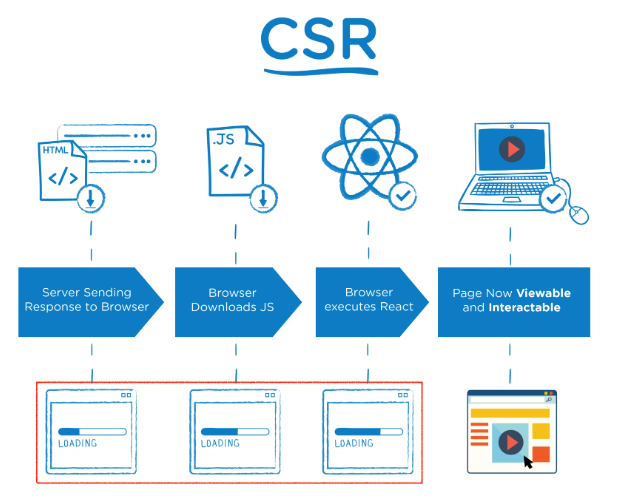 CSR
HTML
</>
.JS
</>
Server Sending
Response to Browser
Browser
Downloads JS
Browser
executes React
Page Now Viewable
and Interactable
LOADING
LOADING
LOADING